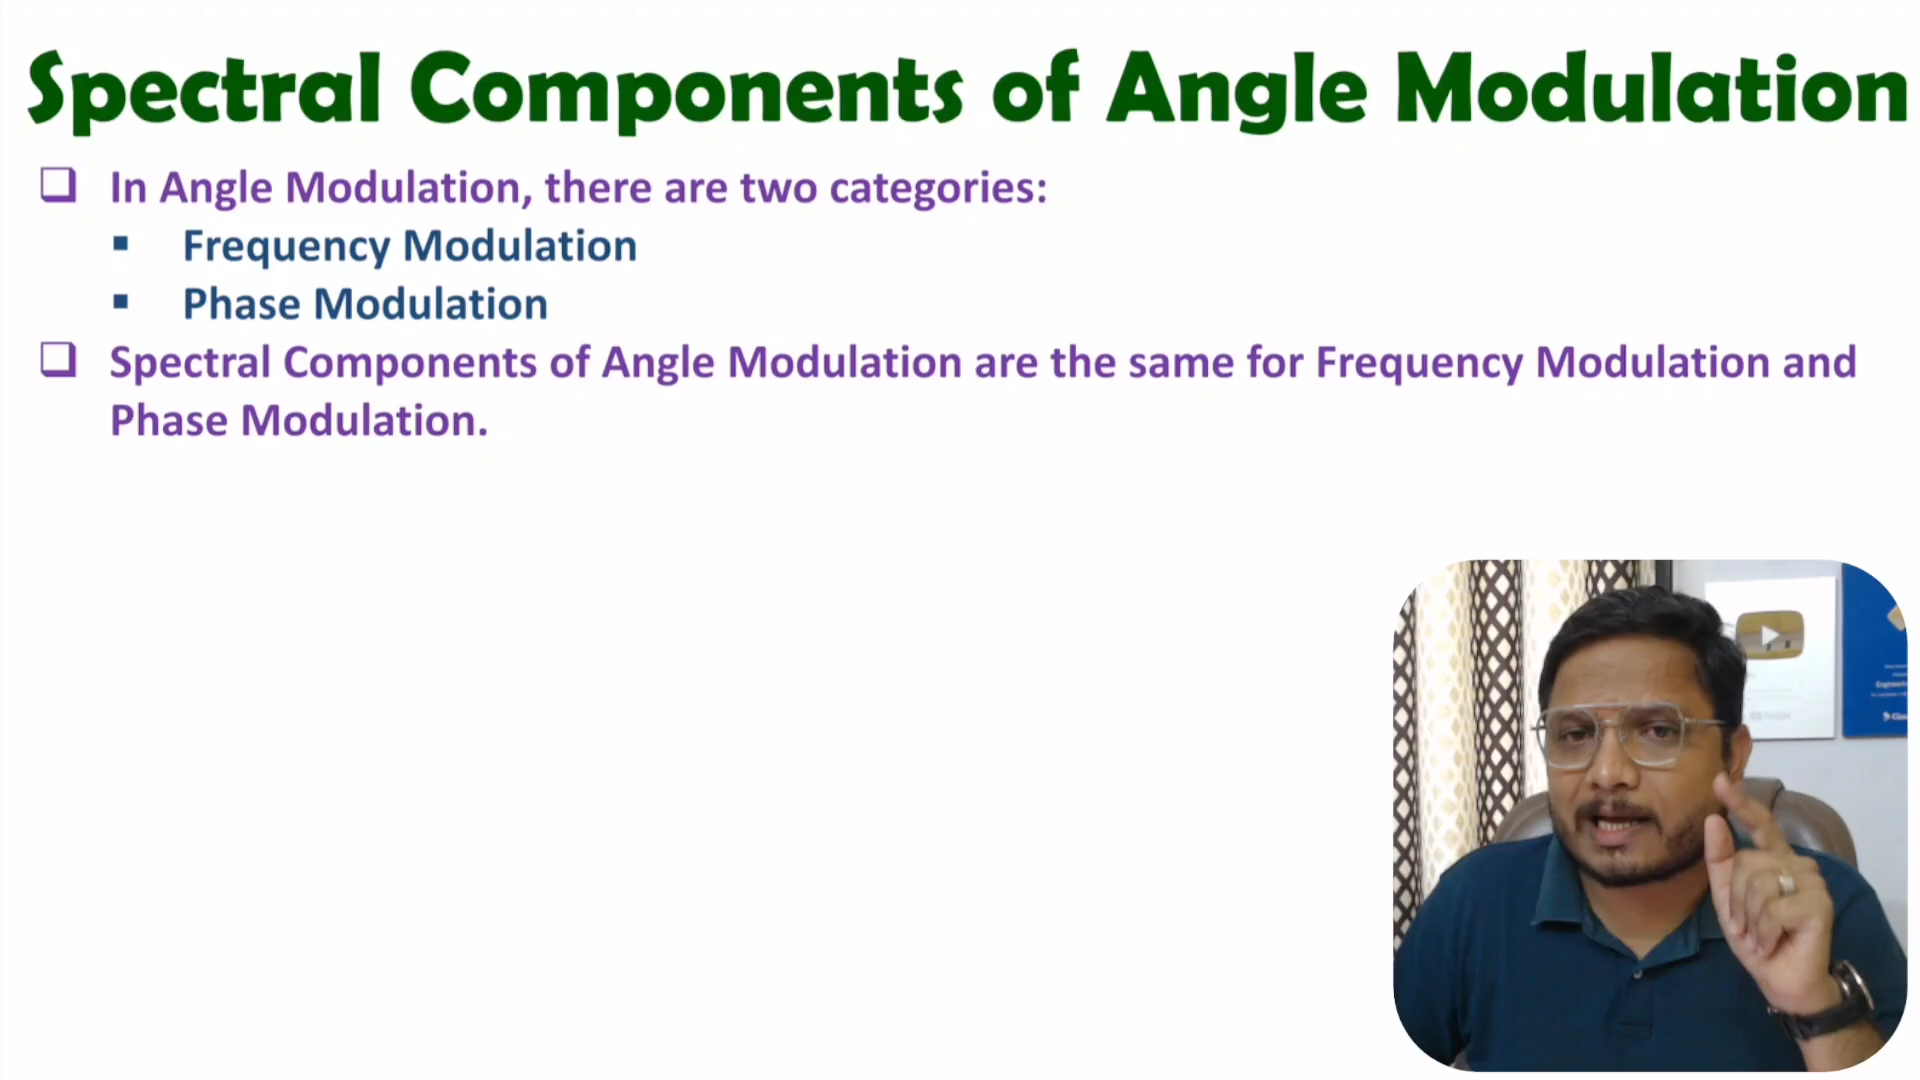 Spectral Components of Angle Modulation
In Angle Modulation, there are two categories:
Frequency Modulation
Phase Modulation
Spectral Components of Angle Modulation are the same for Frequency Modulation and
Phase Modulation.